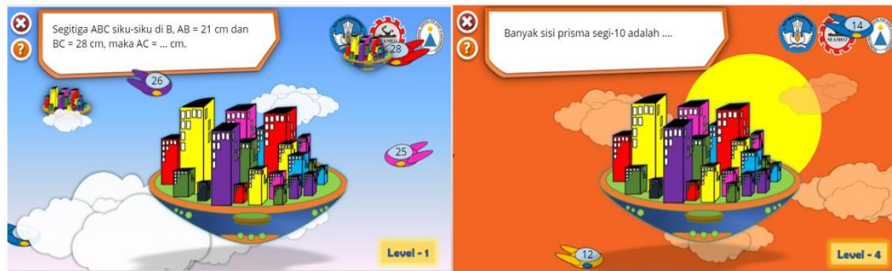 Segitiga ABC siku-siku di B, AB = 21 cm dan
BC = 28 cm, maka AC = ... cm.
28
26
25
Level - 1
Banyak sisi prisma segi-10 adalah ....
14
SEAMEO
12
Level - 4